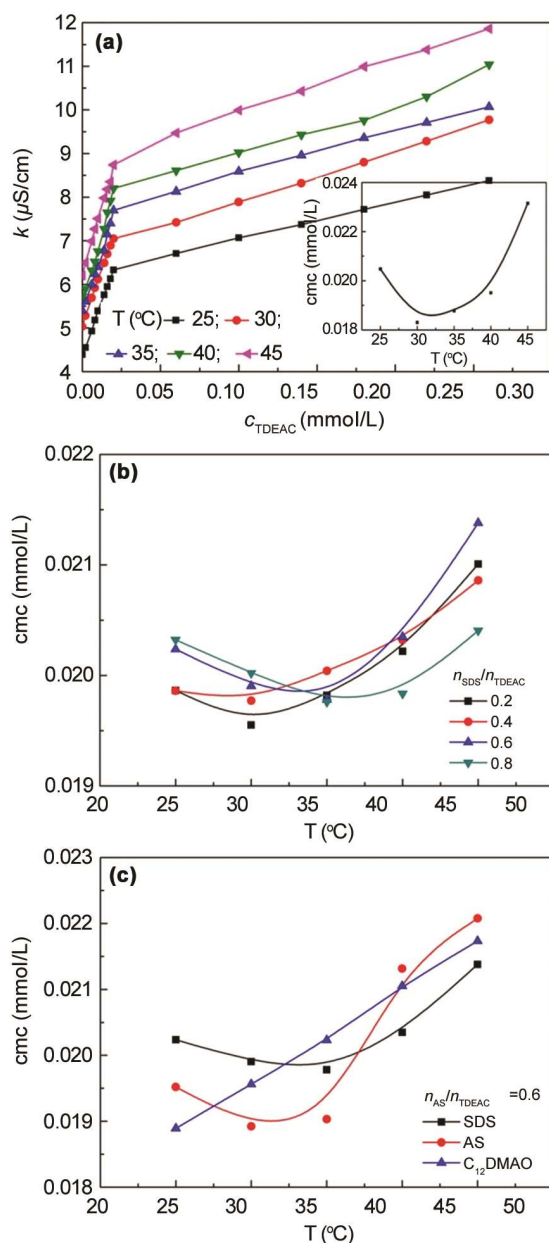 (a)
12
11
10
9
8
7
6
5
4
k (µS/cm)
T (°C) 25; 30;
35; 40; 45
0.00 0.05 0.10 0.15 0.20 0.25 0.30
cTDEAC (mmol/L)
0.024
0.022
0.020
0.018
cmc (mmol/L)
25 30 35 40 45
T (°C)
(b)
0.022
0.021
0.020
0.019
cmc (mmol/L)
nSDS/nTDEAC
0.2
0.4
0.6
0.8
20 25 30 35 42 45 50
T (°C)
(c)
0.023
0.022
0.021
0.020
0.019
0.018
cmc (mmol/L)
nAS/nTDEAC =0.6
SDS
AS
C12DMAO
20 25 30 35 42 45 50
T (°C)